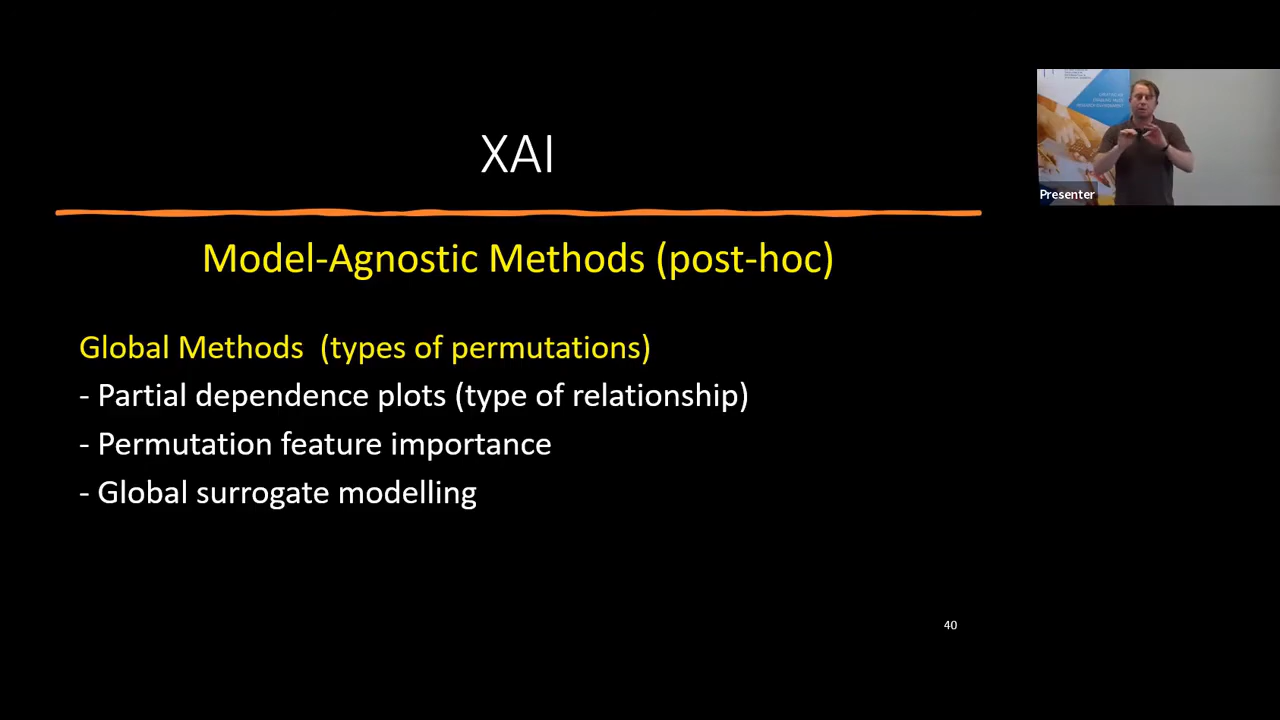 XAI
Model-Agnostic Methods (post-hoc)
Global Methods  (types of permutations)
- Partial dependence plots (type of relationship)
- Permutation feature importance
- Global surrogate modelling
40
Presenter